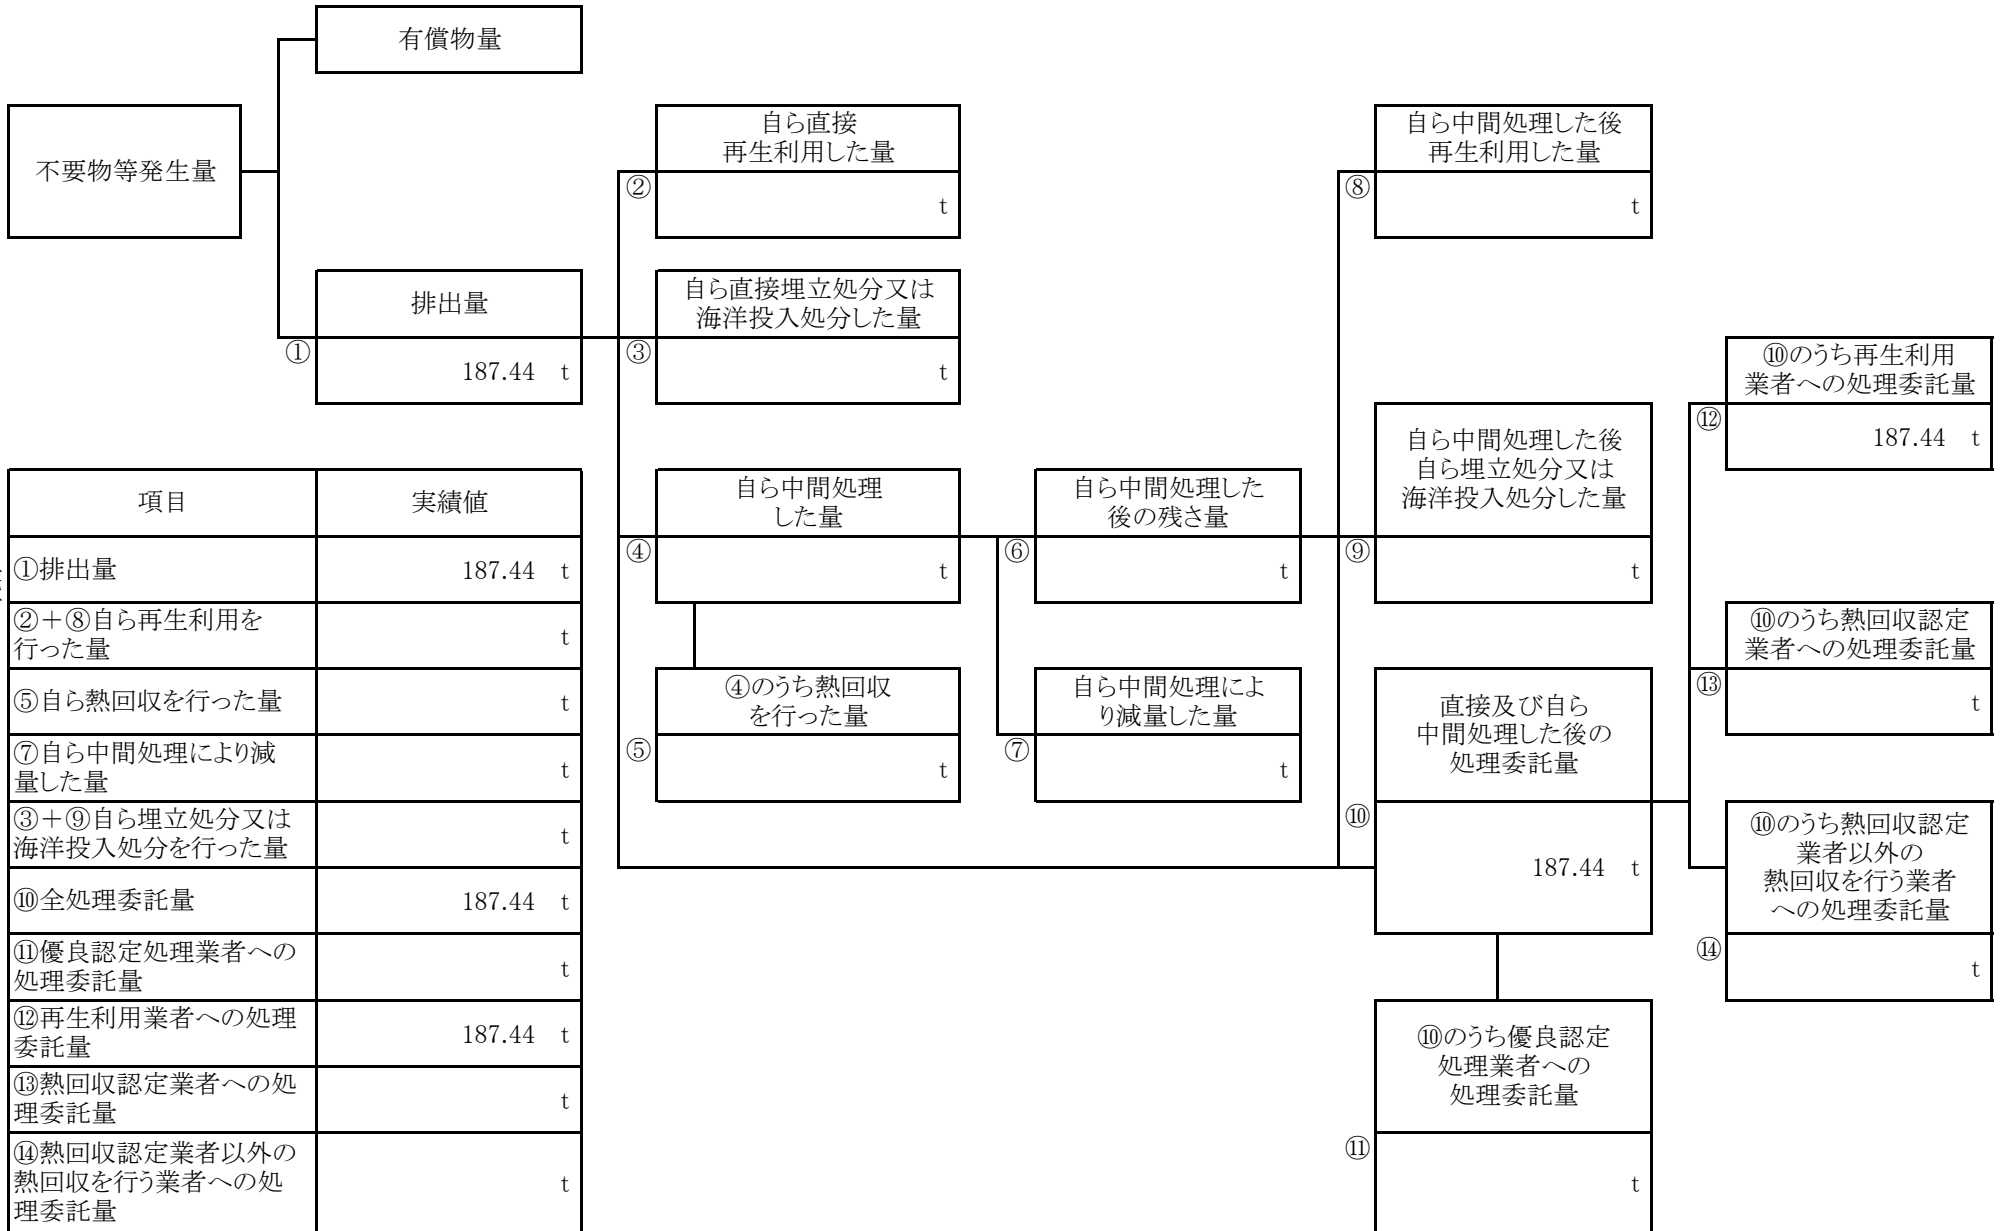 有償物量
不要物等発生量
自ら直接
再生利用した量
②
t
自ら中間処理した後
再生利用した量
⑧
t
排出量
①
187.44 t
自ら直接埋立処分又は
海洋投入処分した量
③
t
⑩のうち再生利用
業者への処理委託量
⑫
187.44 t
自ら中間処理
した量
④
t
自ら中間処理した
後の残さ量
⑥
t
自ら中間処理した後
自ら埋立処分又は
海洋投入処分した量
⑨
t
⑩のうち熱回収認定
業者への処理委託量
⑬
t
④のうち熱回収
を行った量
⑤
t
自ら中間処理によ
り減量した量
⑦
t
直接及び自ら
中間処理した後の
処理委託量
⑩
187.44 t
⑩のうち熱回収認定
業者以外の
熱回収を行う業者
への処理委託量
⑭
t
⑩のうち優良認定
処理業者への
処理委託量
⑪
t
項目 実績値
①排出量 187.44 t
②+⑧自ら再生利用を
行った量 t
⑤自ら熱回収を行った量 t
⑦自ら中間処理により減
量した量 t
③+⑨自ら埋立処分又は
海洋投入処分を行った量 t
⑩全処理委託量 187.44 t
⑪優良認定処理業者への
処理委託量 t
⑫再生利用業者への処理
委託量 187.44 t
⑬熱回収認定業者への処
理委託量 t
⑭熱回収認定業者以外の
熱回収を行う業者への処
理委託量 t